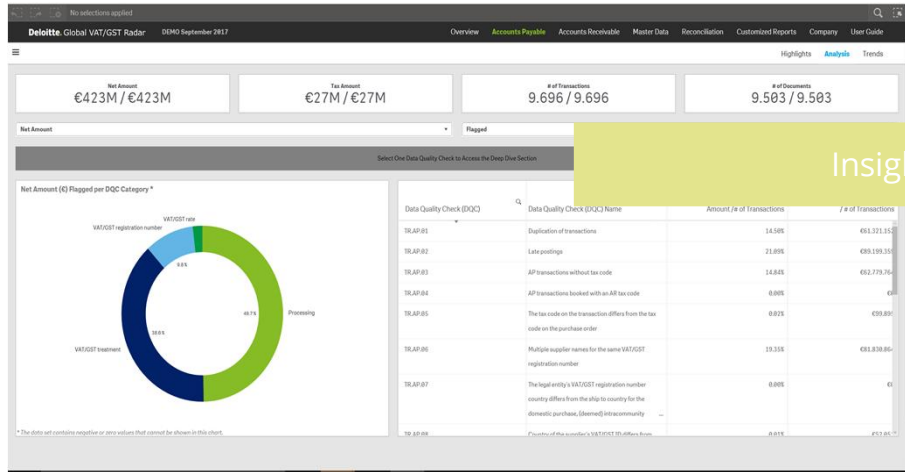 No selections applied
Deloitte. Global VAT/GST Radar DEMO September 2017 Overview Accounts Payable Accounts Receivable Master Data Reconciliation Customized Reports Company User Guide
Highlights Analysis Trends
Net Amount
€423M / €423M
Tax Amount
€27M / €27M
# of Transactions
9.696 / 9.696
# of Documents
9.503 / 9.503
Net Amount
Flagged
Select One Data Quality Check to Access the Deep Dive Section
Net Amount (€) Flagged per DQC Category *
VAT/GST rate
VAT/GST registration number
6.8%
Processing
VAT/GST treatment
* The data set contains negative or zero values that cannot be shown in this chart.
Data Quality Check (DQC) Data Quality Check (DQC) Name Amount /# of Transactions / # of Transactions
TR.AP.01 Duplication of transactions 14.50%
TR.AP.02 Late postings 21.09%
TR.AP.03 AP transactions without tax code 14.84%
TR.AP.04 AP transactions booked with an AR tax code 0.00%
TR.AP.05 The tax code on the transaction differs from the tax
code on the purchase order
0.02%
TR.AP.06 Multiple supplier names for the same VAT/GST
registration number
19.35%
TR.AP.07 The legal entity's VAT/GST registration number
country differs from the ship to country for the
domestic purchase, (deemed) intracommunity ...
0.00%
TR.AP.08